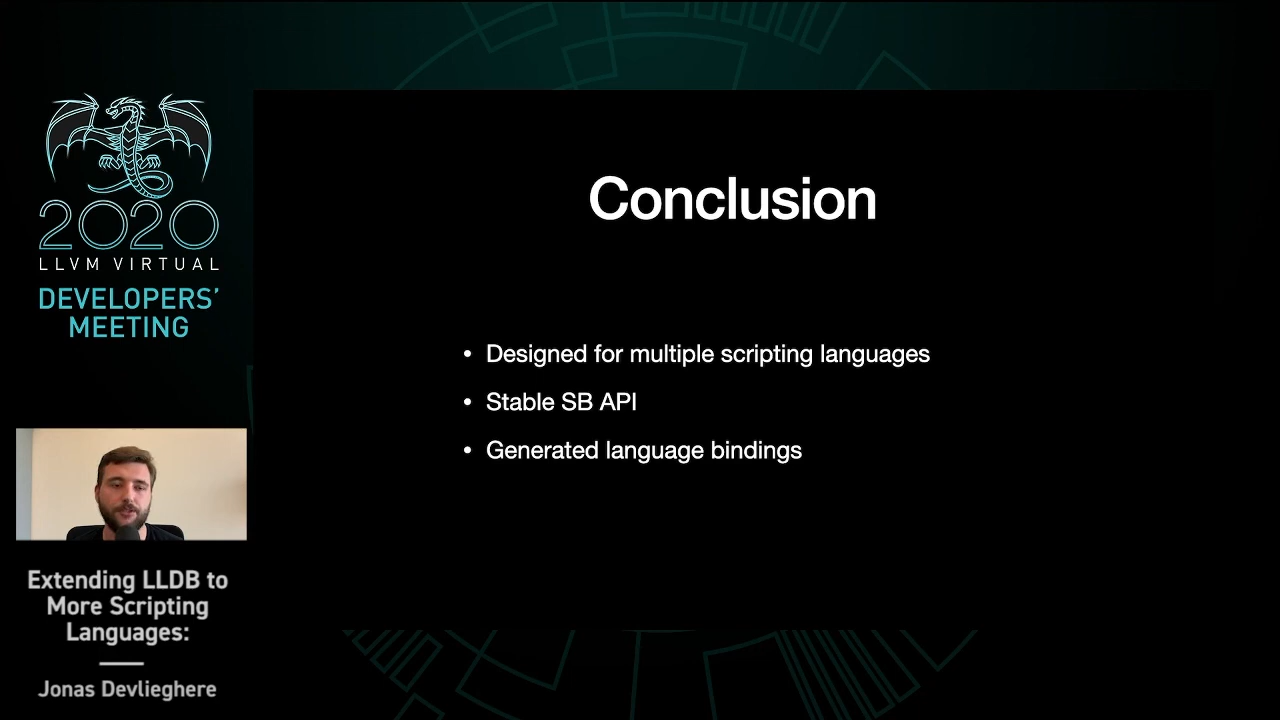 2020
LLVM VIRTUAL
DEVELOPERS'
MEETING
Extending LLDB to
More Scripting
Languages:
Jonas Devlieghere
Conclusion
• Designed for multiple scripting languages
• Stable SB API
• Generated language bindings